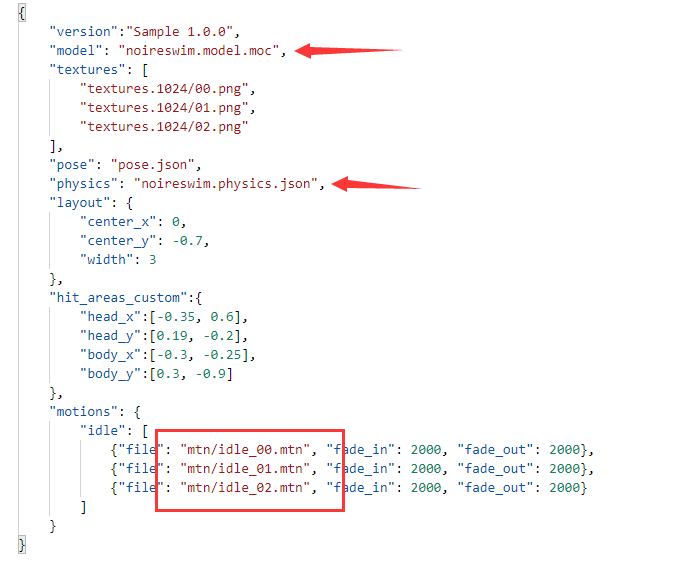 {
"version":"Sample 1.0.0",
"model": "noireswim.model.moc",
"textures": [
"textures.1024/00.png",
"textures.1024/01.png",
"textures.1024/02.png"
],
"pose": "pose.json",
"physics": "noireswim.physics.json",
"layout": {
"center_x": 0,
"center_y": -0.7,
"width": 3
},
"hit_areas_custom":{
"head_x":[-0.35, 0.6],
"head_y":[0.19, -0.2],
"body_x":[-0.3, -0.25],
"body_y":[0.3, -0.9]
},
"motions": {
"idle": [
{"file": "mtn/idle_00.mtn", "fade_in": 2000, "fade_out": 2000},
{"file": "mtn/idle_01.mtn", "fade_in": 2000, "fade_out": 2000},
{"file": "mtn/idle_02.mtn", "fade_in": 2000, "fade_out": 2000}
]
}
}